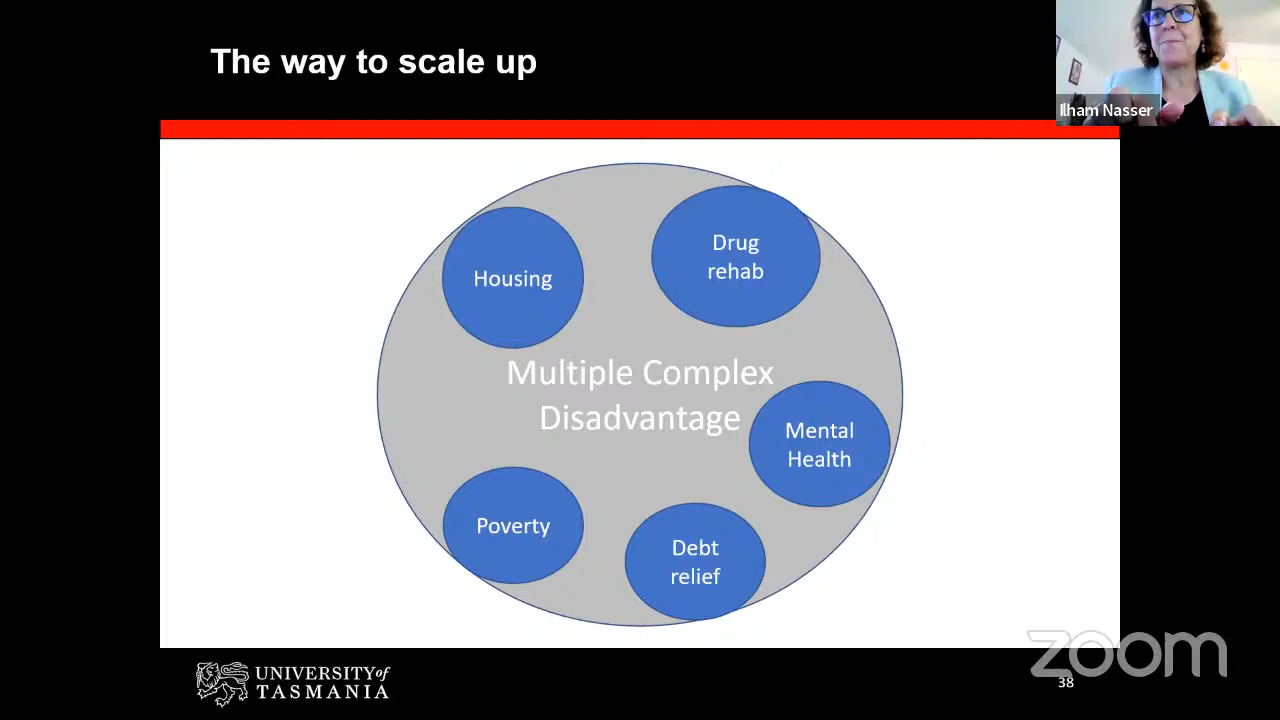 The way to scale up
Ilham Nasser
Housing
Drug
rehab
Multiple Complex
Disadvantage
Mental
Health
Poverty
Debt
relief
UNIVERSITY of
TASMANIA
zoom
38